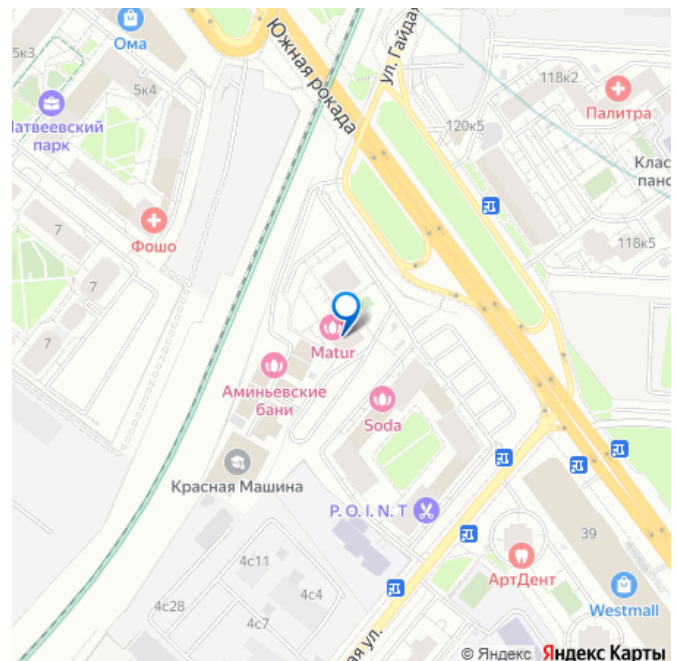 5к3
Ома
5к4
Южная рокада
ул. Гайда
118к2
Палитра
120к5
Клас
пано
118к5
Матвеевский
парк
7
Фошо
7
7
Matur
Аминьевские
бани
Soda
Красная Машина
P. O. I. N. T
39
АртДент
4с11
4с4
4с28
4с7
Westmall
ая ул.
© Яндекс Яндекс Карты